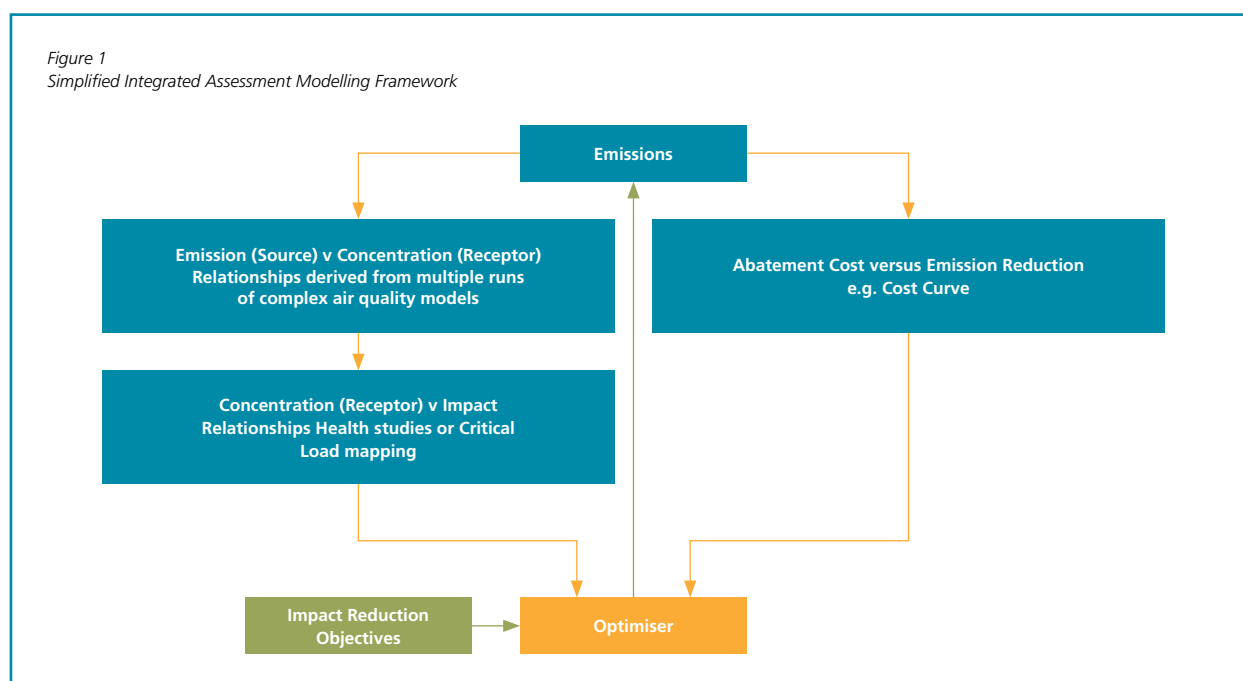 Figure 1
Simplified Integrated Assessment Modelling Framework
Emissions
Emission (Source) v Concentration (Receptor)
Relationships derived from multiple runs
of complex air quality models
Abatement Cost versus Emission Reduction
e.g. Cost Curve
Concentration (Receptor) v Impact
Relationships Health studies or Critical
Load mapping
Impact Reduction
Objectives
Optimiser